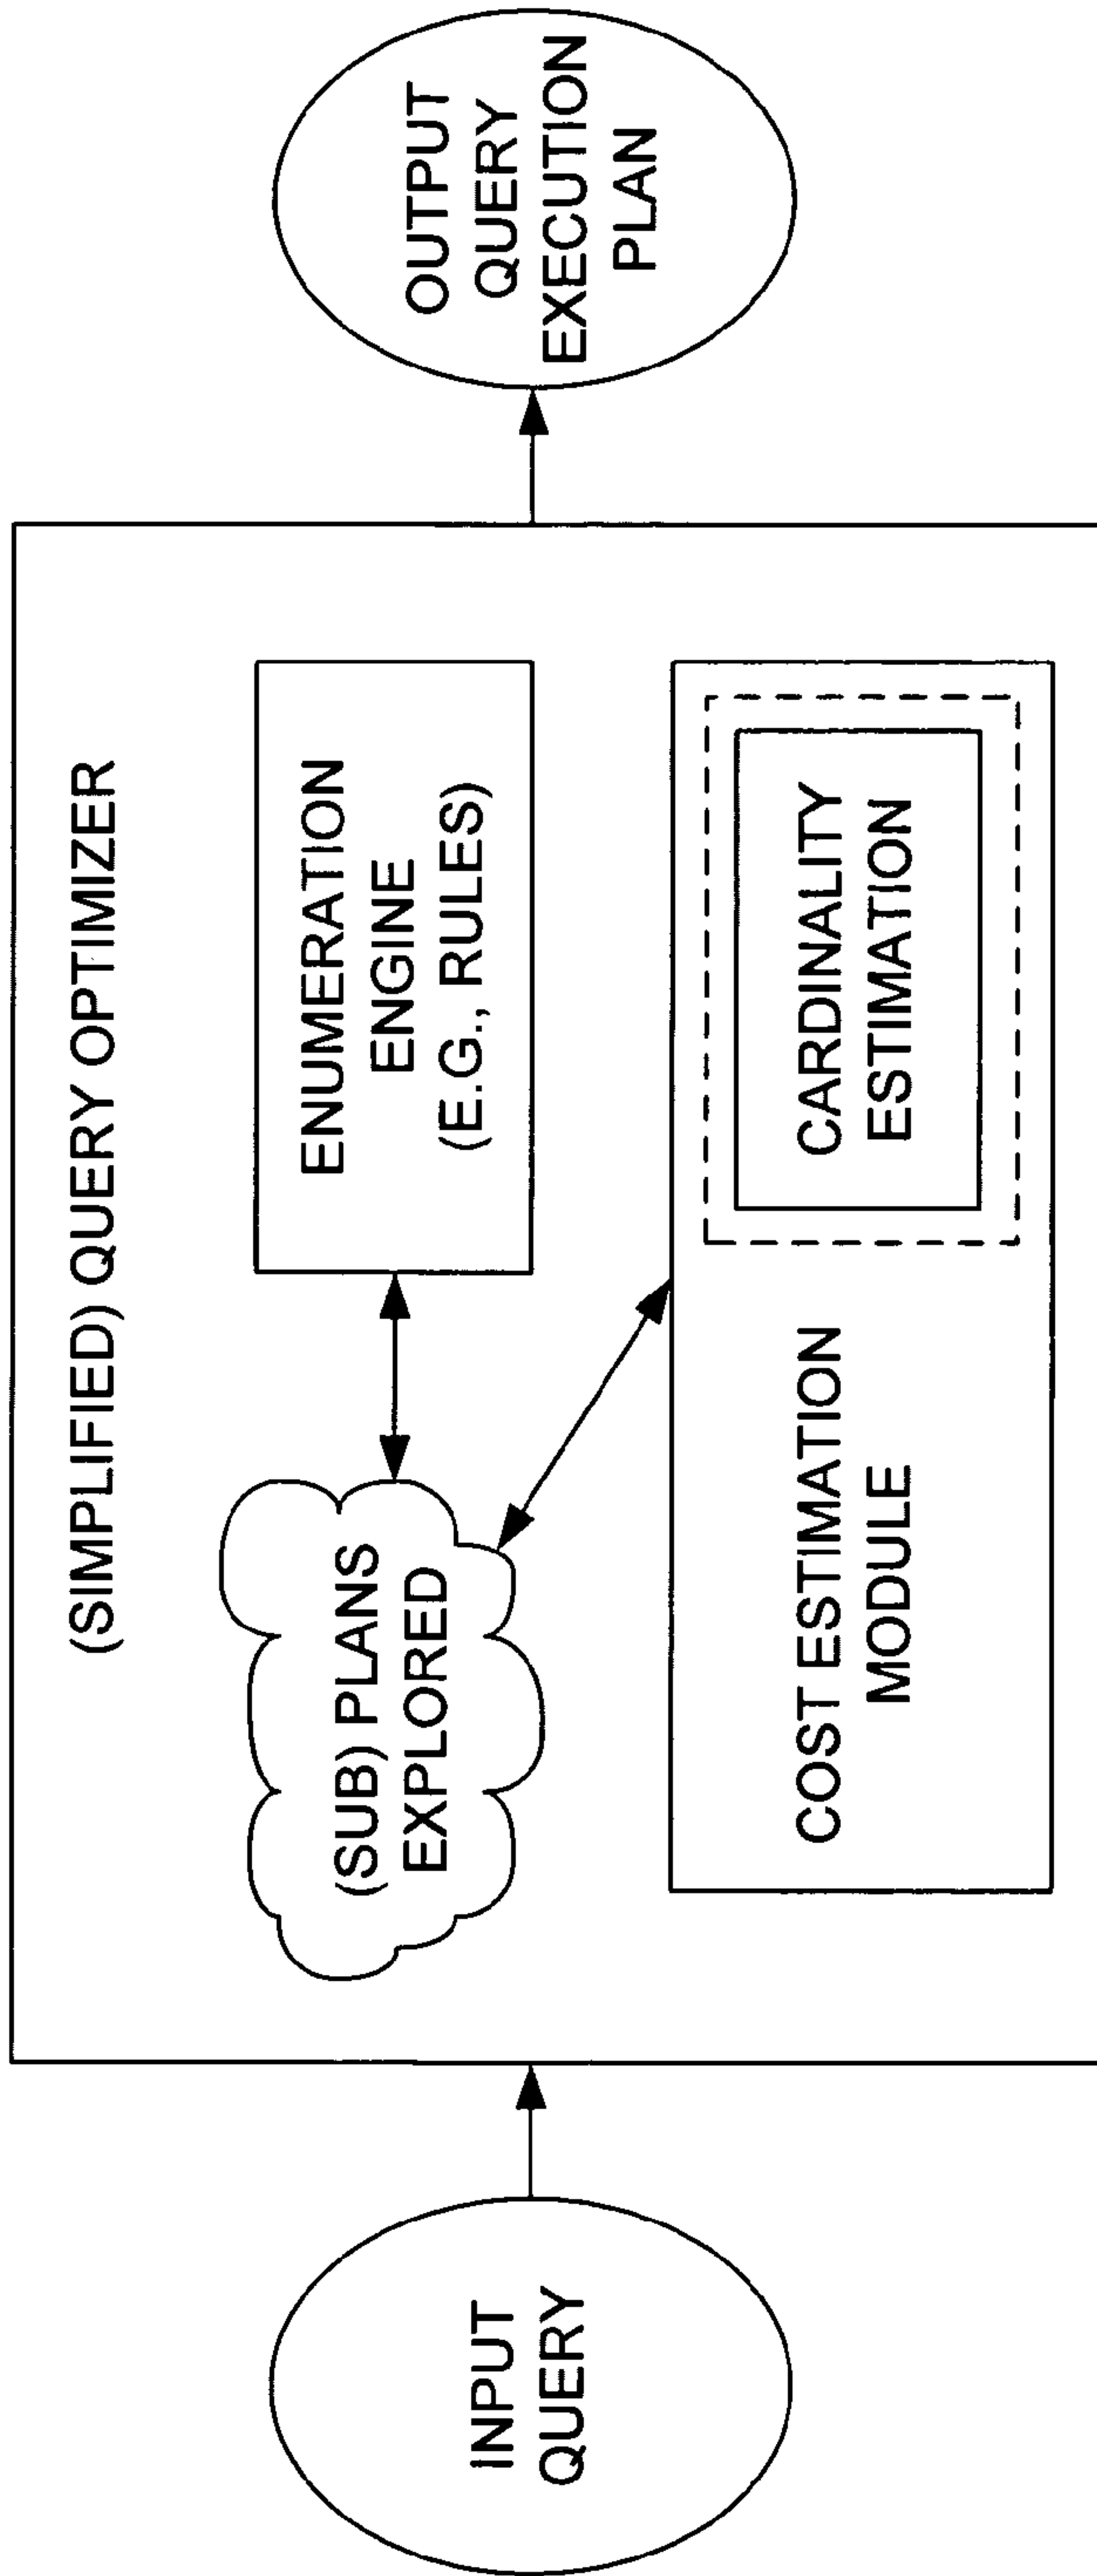 INPUT
QUERY
(SIMPLIFIED) QUERY OPTIMIZER
(SUB) PLANS
EXPLORED
ENUMERATION
ENGINE
(E.G., RULES)
COST ESTIMATION
MODULE
CARDINALITY
ESTIMATION
OUTPUT
QUERY
EXECUTION
PLAN